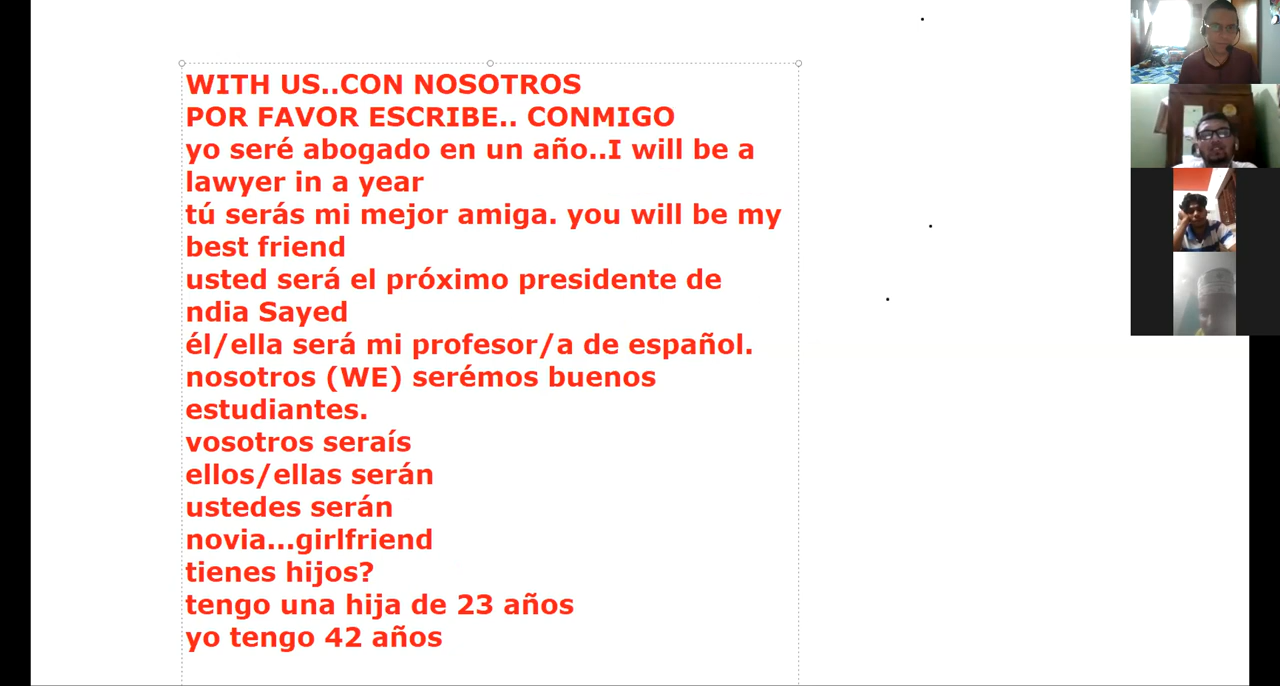 WITH US..CON NOSOTROS
POR FAVOR ESCRIBE.. CONMIGO
yo seré abogado en un año..I will be a
lawyer in a year
tú serás mi mejor amiga. you will be my
best friend
usted será el próximo presidente de
ndia Sayed
él/ella será mi profesor/a de español.
nosotros (WE) serémos buenos
estudiantes.
vosotros seraís
ellos/ellas serán
ustedes serán
novia...girlfriend
tienes hijos?
tengo una hija de 23 años
yo tengo 42 años